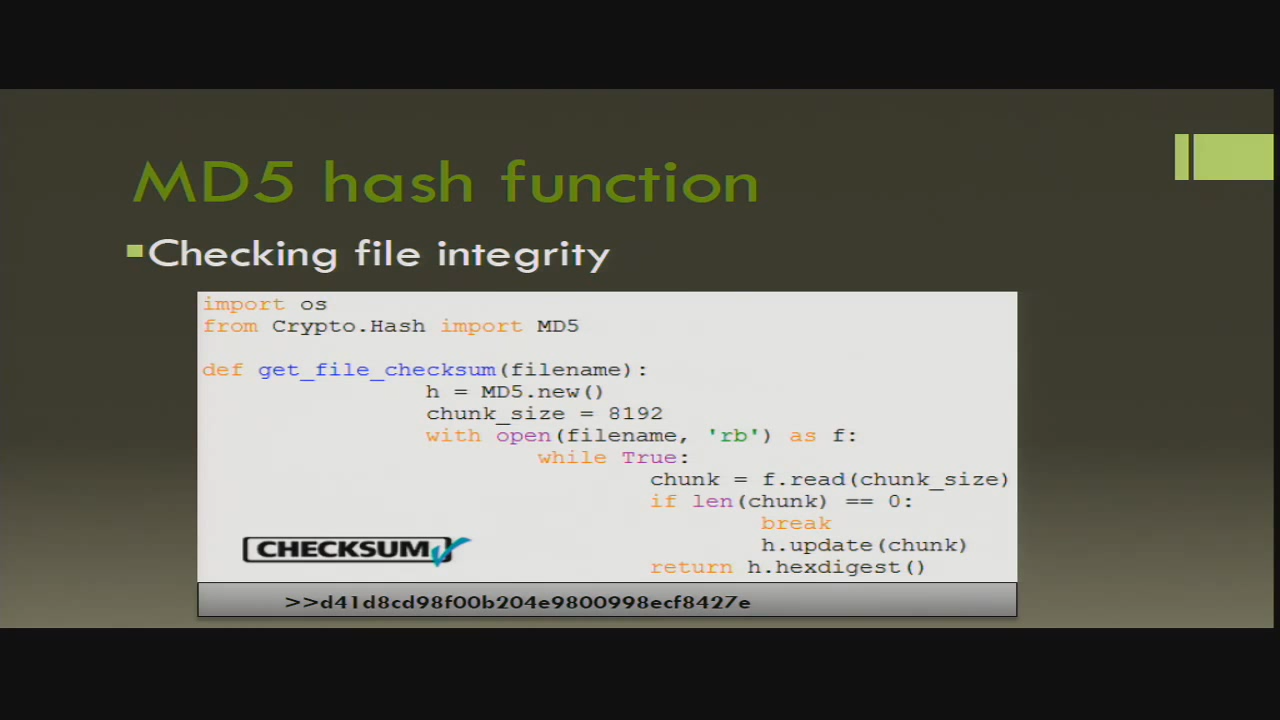 MD5 hash function
Checking file integrity
import os
from Crypto.Hash import MD5
def get_file_checksum(filename):
h = MD5.new()
chunk_size = 8192
with open(filename, 'rb') as f:
while True:
chunk = f.read(chunk_size)
if len(chunk) == 0:
break
h.update(chunk)
return h.hexdigest()
CHECKSUM
>>d41d8cd98f00b204e9800998ecf8427e